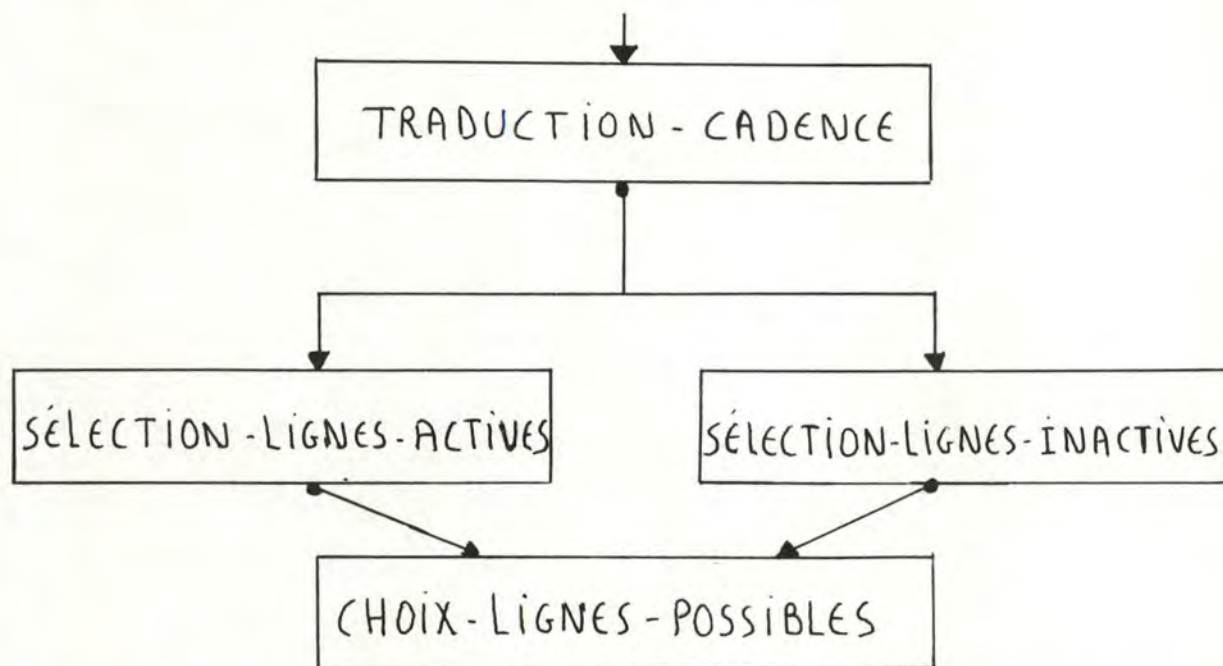 TRADUCTION - CADENCE
SÉLECTION - LIGNES - ACTIVES
SÉLECTION-LIGNES-INACTIVES
CHOIX - LIGNES - POSSIBLES